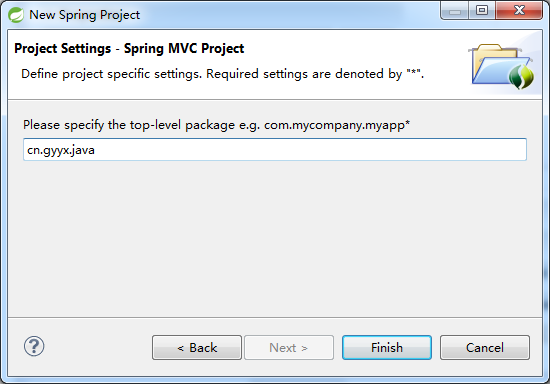 New Spring Project
Project Settings - Spring MVC Project
Define project specific settings. Required settings are denoted by "*".
Please specify the top-level package e.g. com.mycompany.myapp*
cn.gyyx.java
?
< Back
Next >
Finish
Cancel